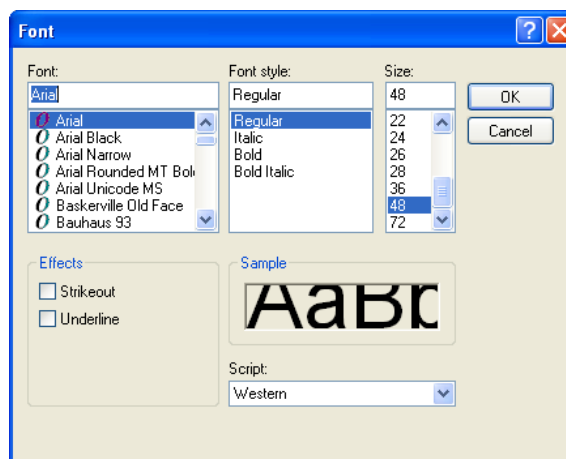 Font
?
Font:
Font style:
Size:
Arial
Regular
48
OK
Cancel
Arial
Arial Black
Arial Narrow
Arial Rounded MT Bol
Arial Unicode MS
Baskerville Old Face
Bauhaus 93
Regular
Italic
Bold
Bold Italic
22
24
26
28
36
48
72
Effects
Strikeout
Underline
Sample
AaBb
Script:
Western